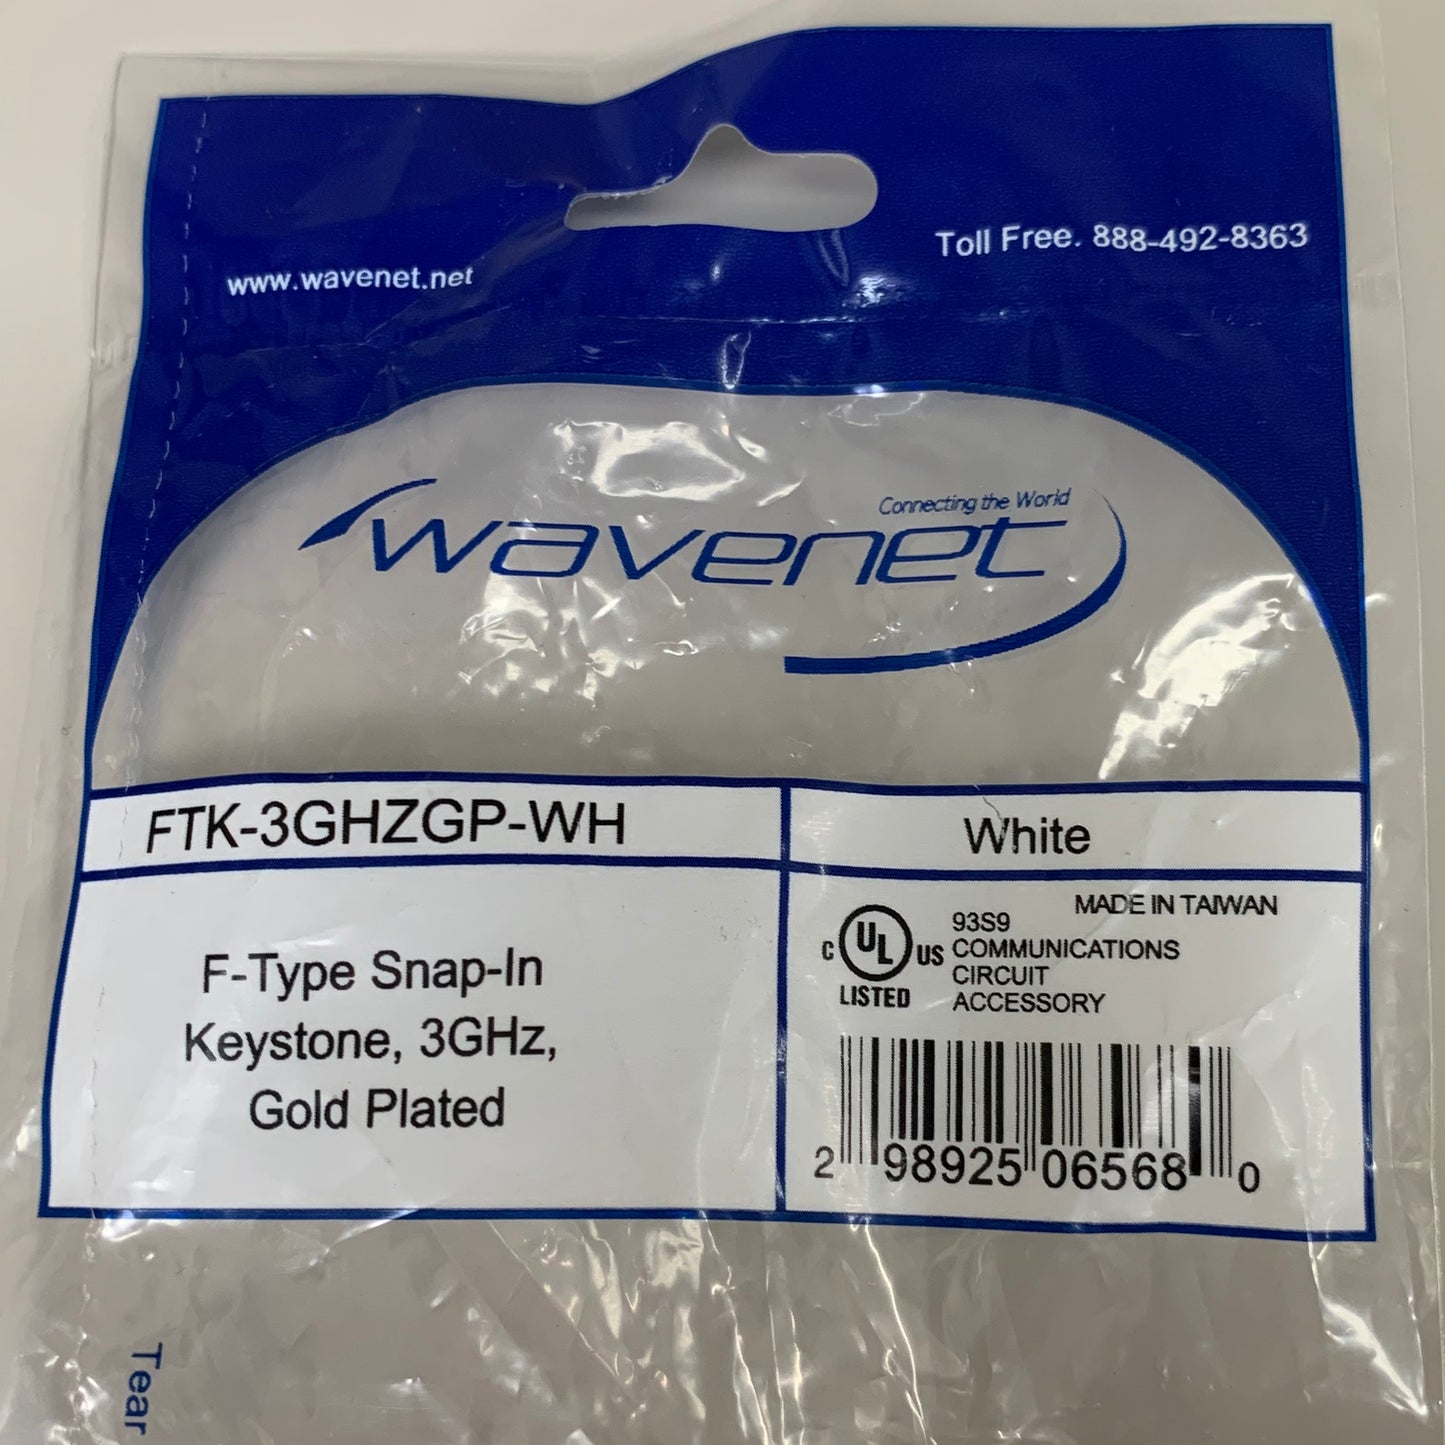 www.wavenet.net
Toll Free. 888-492-8363
Connecting the World
wavenet
FTK-3GHZGP-WH
White
F-Type Snap-In
Keystone, 3GHz,
Gold Plated
MADE IN TAIWAN
C UL US
LISTED
93S9
COMMUNICATIONS
CIRCUIT
ACCESSORY
2 98925 06568 0
Tear